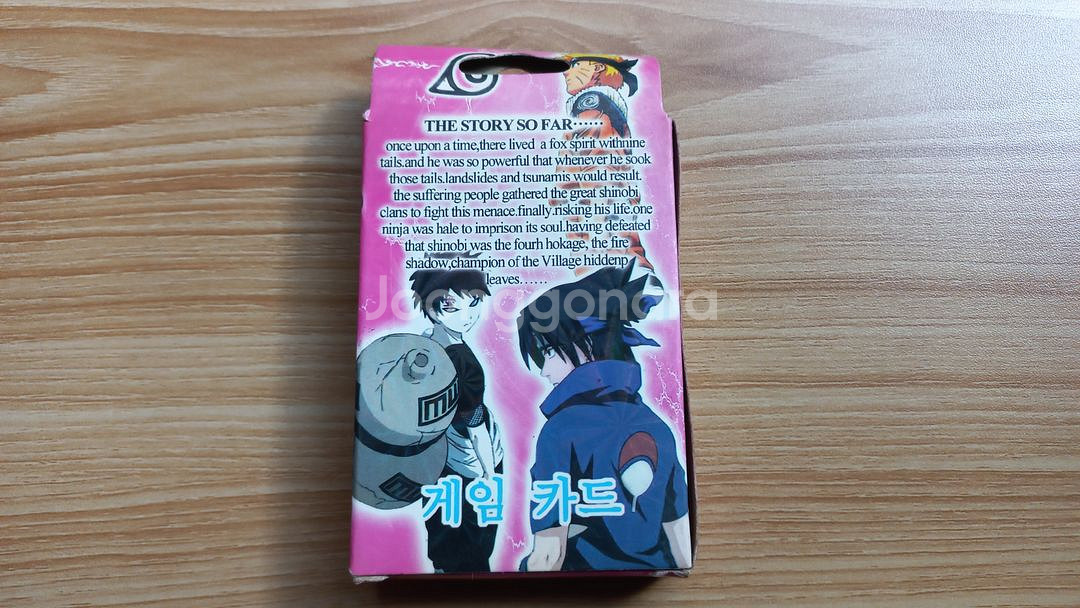 THE STORY SO FAR······
once upon a time,there lived a fox spirit withnine
tails.and he was so powerful that whenever he sook
those tails.landslides and tsunamis would result.
the suffering people gathered the great shinobi
clans to fight this menace.finally.risking his life.one
ninja was hale to imprison its soul.having defeated
that shinobi was the fourh hokage, the fire
shadow,champion of the Village hiddenp
leaves······
Joonggonara
게임 카드